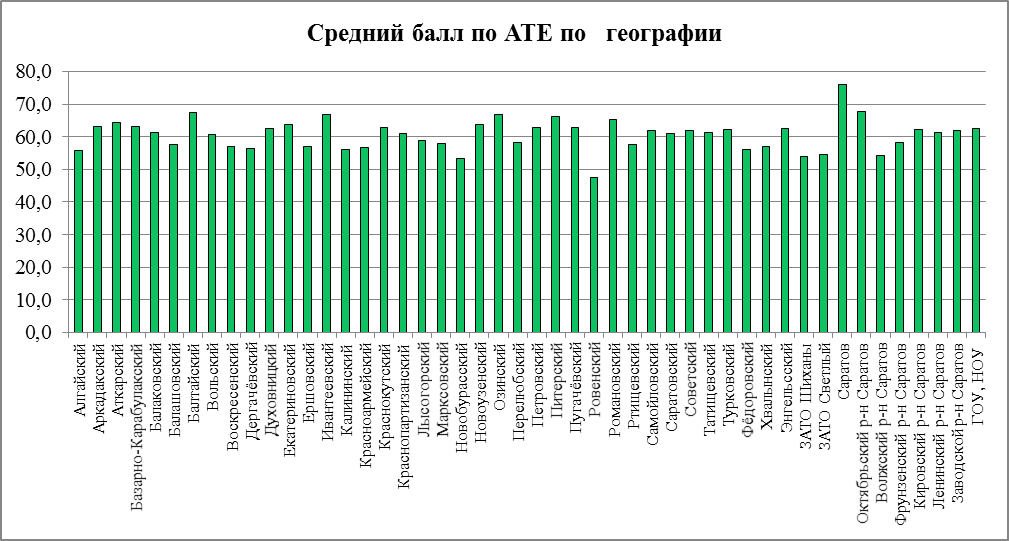 Средний балл по АТЕ по географии
80,0
70,0
60,0
50,0
40,0
30,0
20,0
10,0
0,0
Алгайский
Аркадакский
Аткарский
Базарно-Карабулакский
Балаковский
Балашовский
Балтайский
Вольский
Воскресенский
Дергачёвский
Духовницкий
Екатериновский
Ершовский
Ивантеевский
Калининский
Красноармейский
Краснокутский
Краснопартизанский
Лысогорский
Марксовский
Новобурасский
Новоузенский
Озинский
Перелюбский
Петровский
Питерский
Пугачёвский
Ровенский
Романовский
Ртищевский
Самойловский
Саратовский
Советский
Татищевский
Турковский
Фёдоровский
Хвалынский
Энгельсский
ЗАТО Шиханы
ЗАТО Светлый
Саратов
Октябрьский р-н Саратов
Волжский р-н Саратов
Фрунзенский р-н Саратов
Кировский р-н Саратов
Ленинский р-н Саратов
Заводской р-н Саратов
ГОУ, НОУ